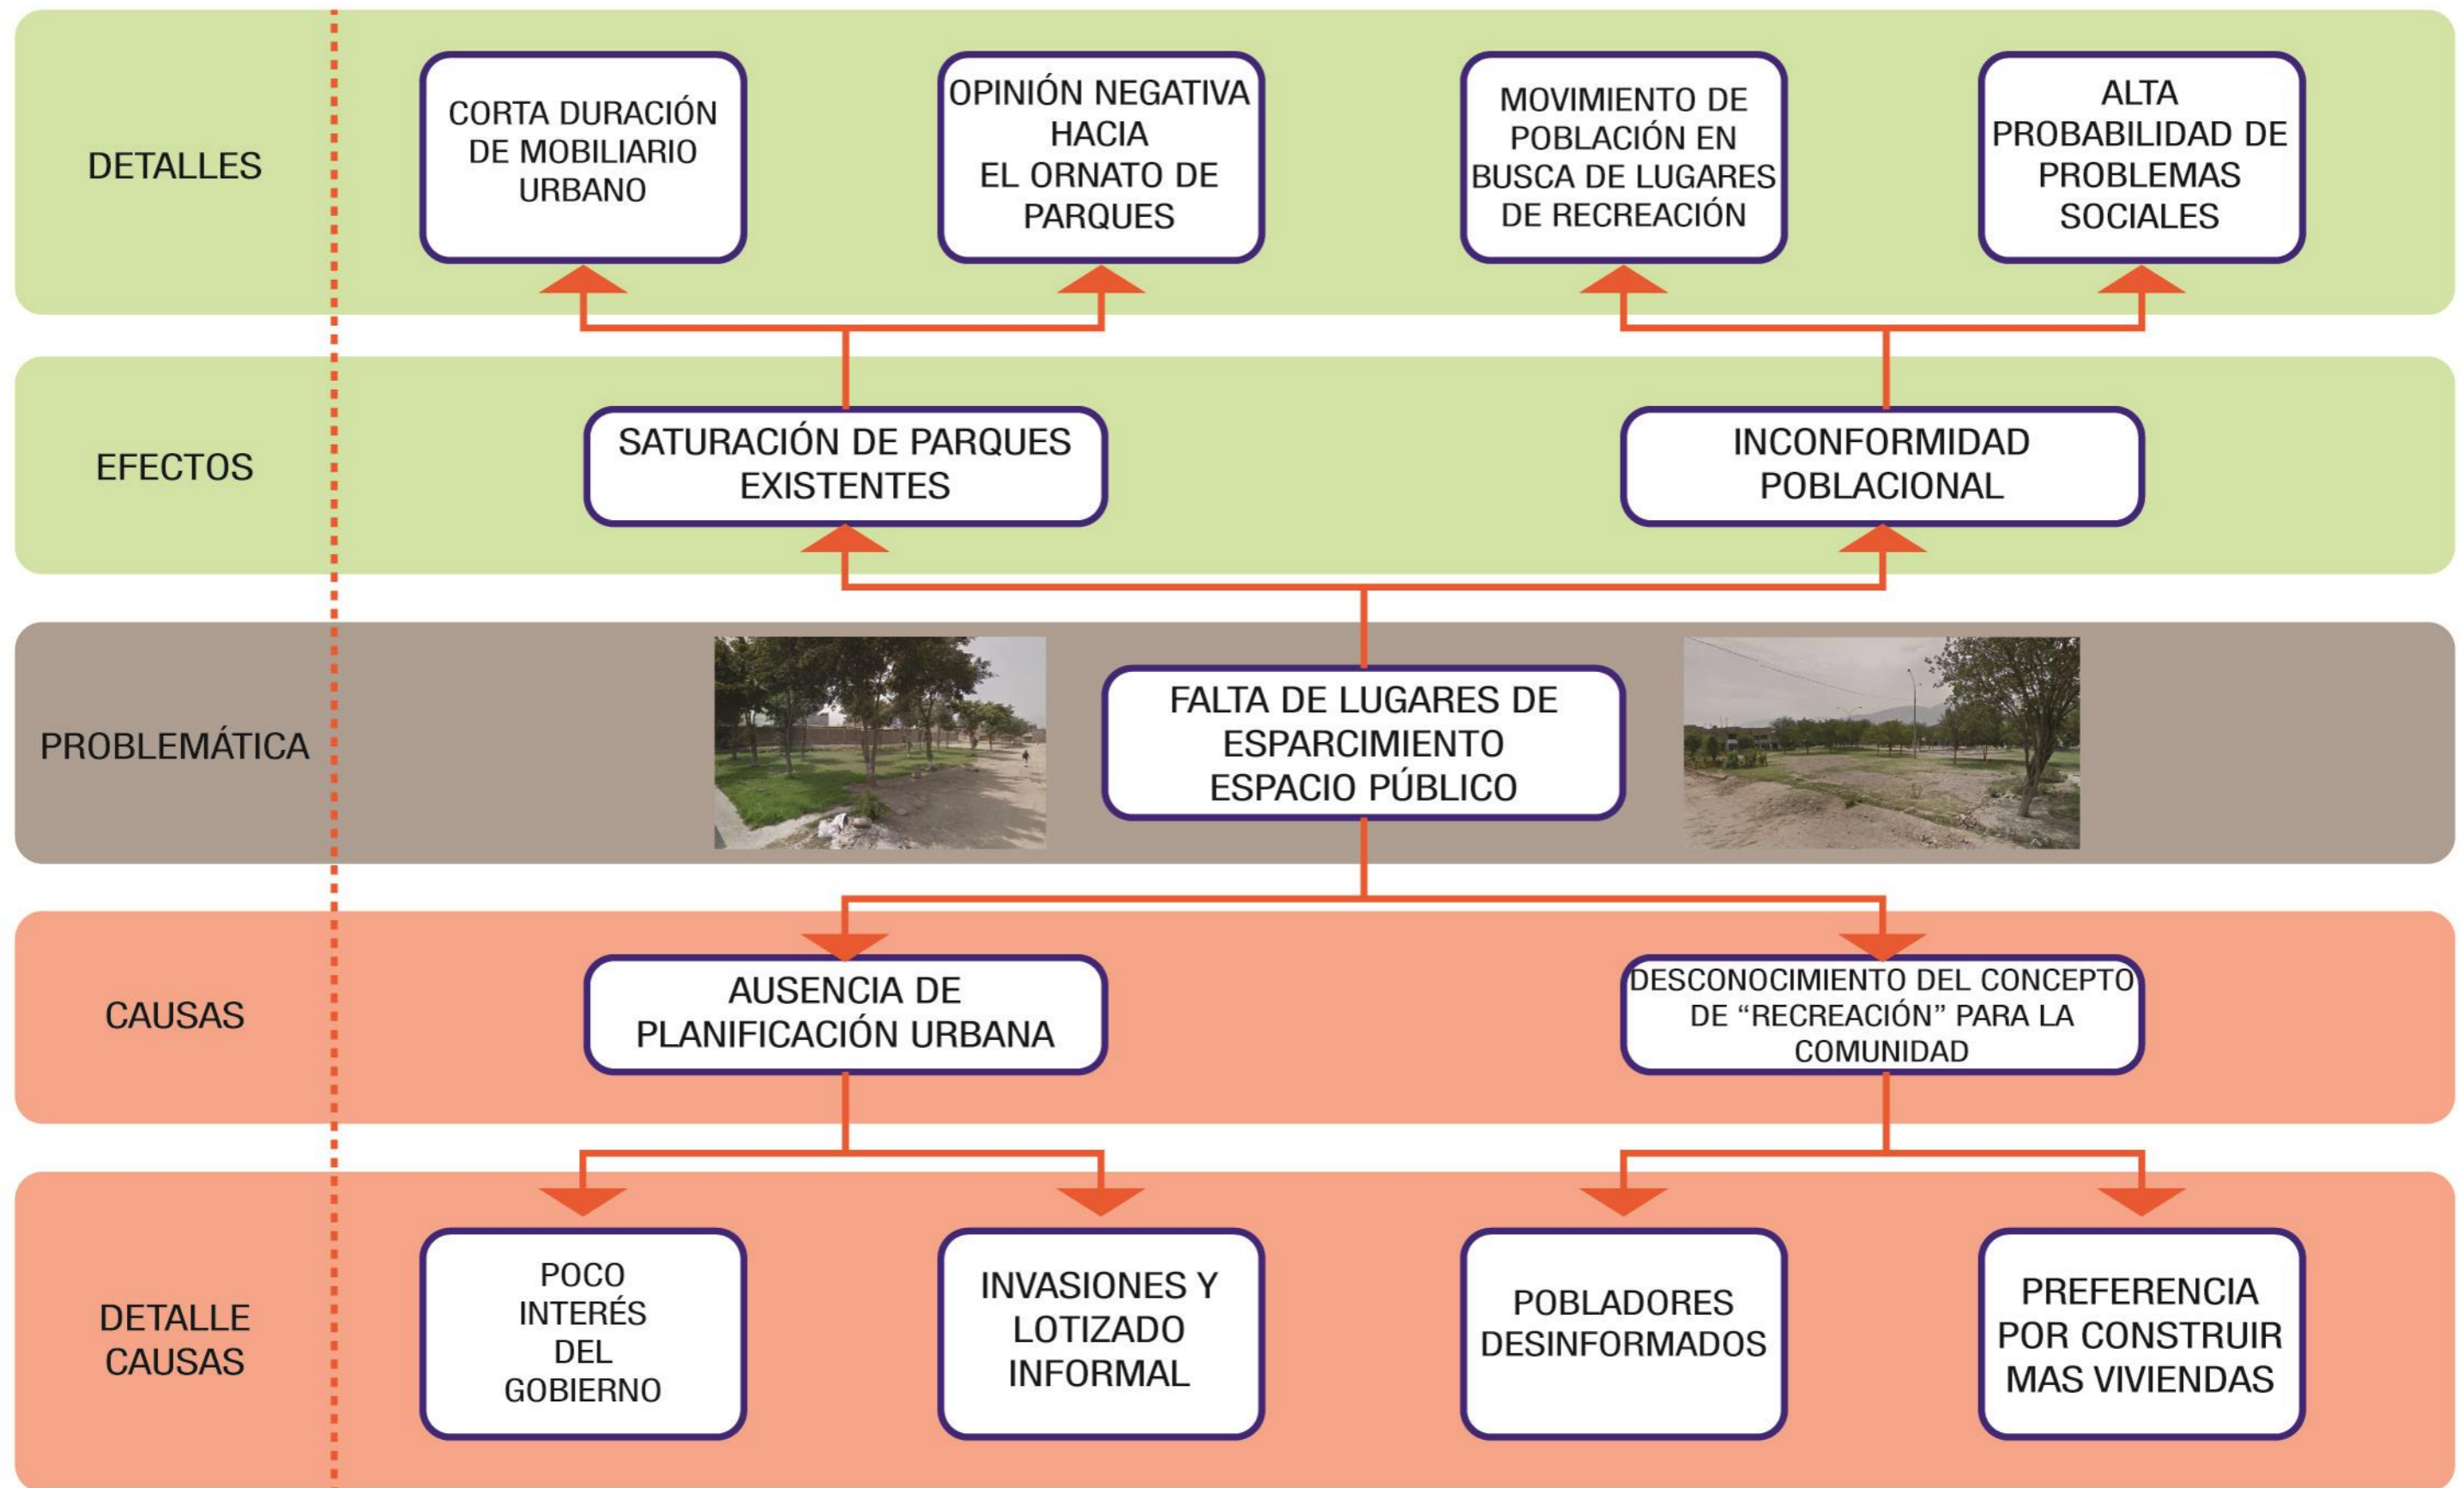 DETALLES
CORTA DURACIÓN
DE MOBILIARIO
URBANO
OPINIÓN NEGATIVA
HACIA
EL ORNATO DE
PARQUES
MOVIMIENTO DE
POBLACIÓN EN
BUSCA DE LUGARES
DE RECREACIÓN
ALTA
PROBABILIDAD DE
PROBLEMAS
SOCIALES
EFECTOS
SATURACIÓN DE PARQUES
EXISTENTES
INCONFORMIDAD
POBLACIONAL
PROBLEMÁTICA
FALTA DE LUGARES DE
ESPARCIMIENTO
ESPACIO PÚBLICO
CAUSAS
AUSENCIA DE
PLANIFICACIÓN URBANA
DESCONOCIMIENTO DEL CONCEPTO
DE “RECREACIÓN” PARA LA
COMUNIDAD
DETALLE
CAUSAS
POCO
INTERÉS
DEL
GOBIERNO
INVASIONES Y
LOTIZADO
INFORMAL
POBLADORES
DESINFORMADOS
PREFERENCIA
POR CONSTRUIR
MAS VIVIENDAS